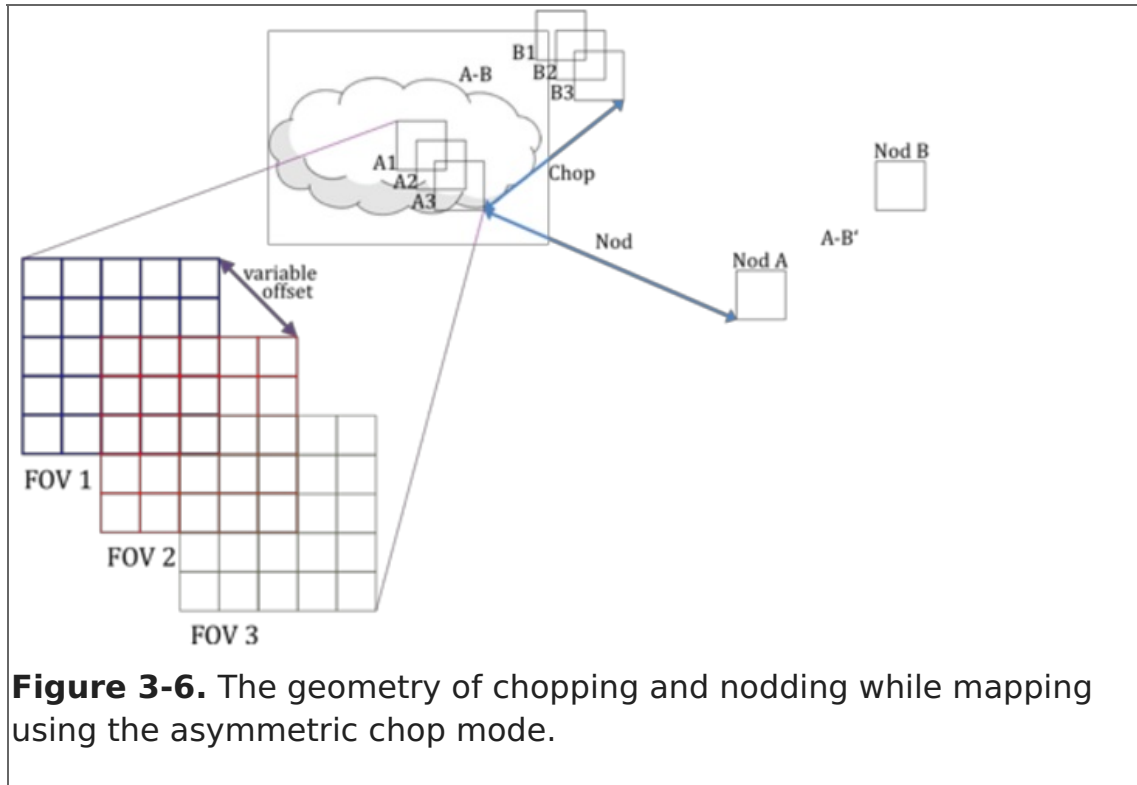 B1
A-B
B2
B3
A1
Chop
A2
A3
Nod B
Nod
A-B'
Nod A
variable
offset
FOV 1
FOV 2
FOV 3
Figure 3-6. The geometry of chopping and nodding while mapping
using the asymmetric chop mode.